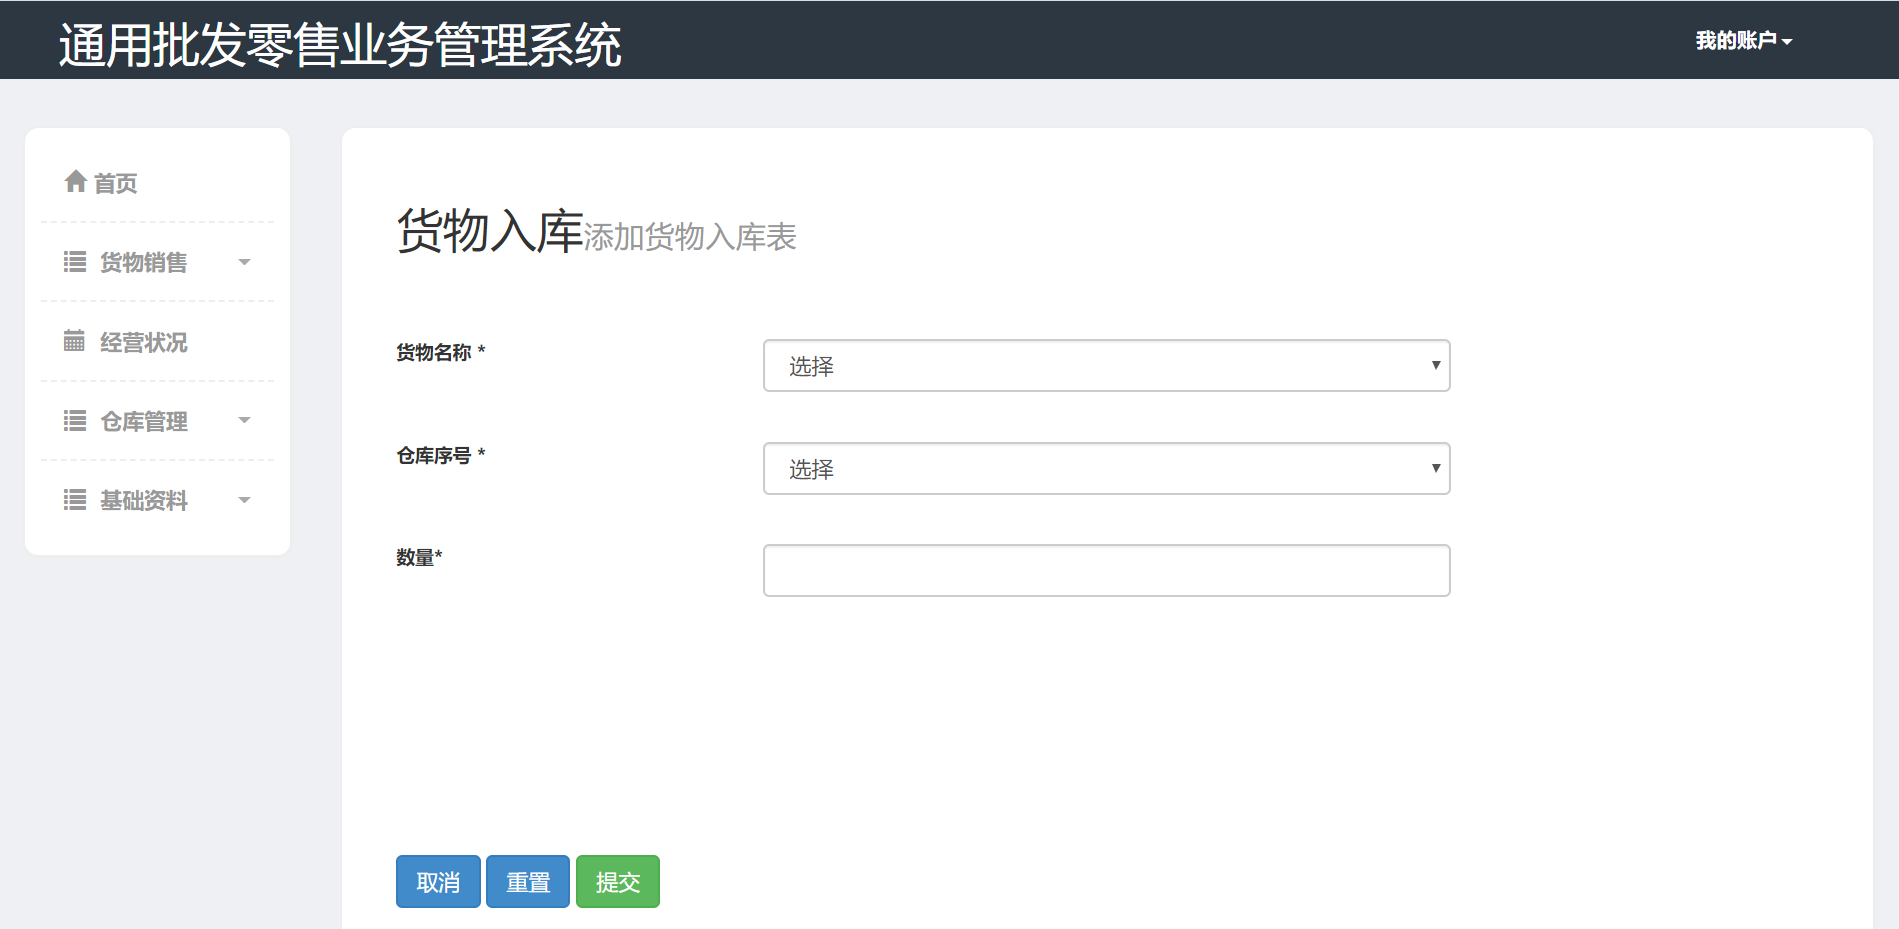 通用批发零售业务管理系统
我的账户
首页
货物销售
经营状况
仓库管理
基础资料
货物入库添加货物入库表
货物名称 *
选择
仓库序号 *
选择
数量*
取消 重置 提交